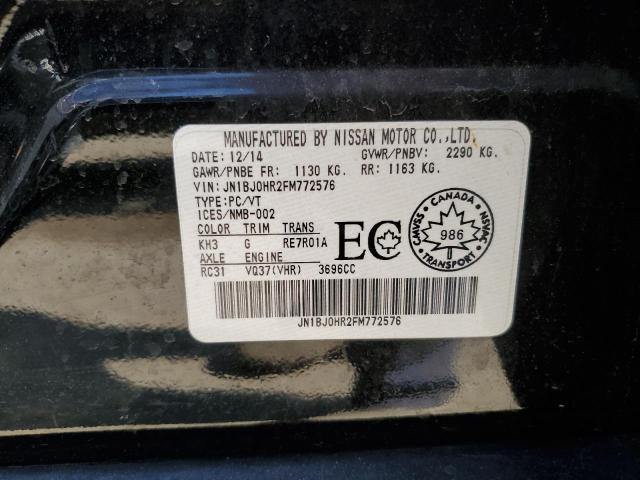 MANUFACTURED BY NISSAN MOTOR CO.,LTD.
DATE: 12/14 GVWR/PNBV: 2290 KG.
GAWR/PNBE FR: 1130 KG. RR: 1163 KG.
VIN: JN1BJ0HR2FM772576
TYPE: PC/VT
ICES/NMB-002
COLOR TRIM TRANS
KH3 G RE7R01A
AXLE ENGINE
RC31 VQ37(VHR) 3696CC
EC
CANADA
CMVSS
986
NSVAC
TRANSPORT
JN1BJ0HR2FM772576